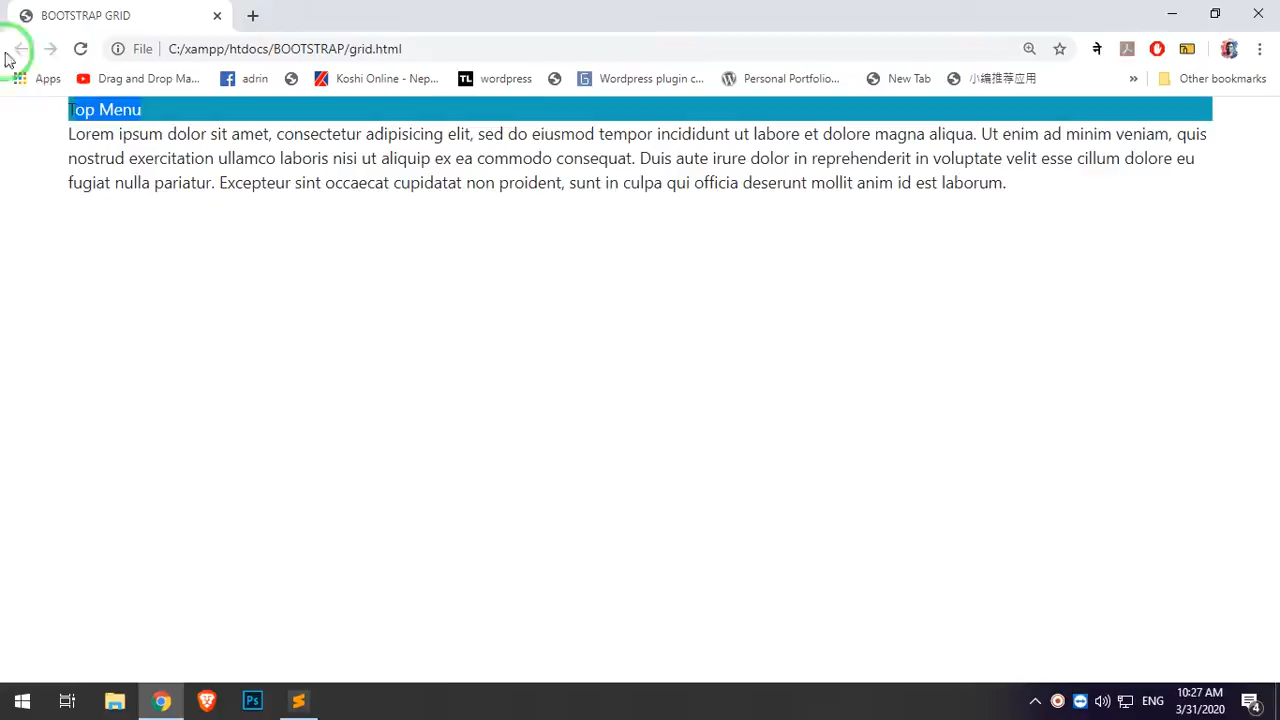 BOOTSTRAP GRID
File
C:/xampp/htdocs/BOOTSTRAP/grid.html
Apps
Drag and Drop Ma...
adrin
Koshi Online - Nep...
TL
wordpress
Wordpress plugin c...
Personal Portfolio...
New Tab
小编推荐应用
»
Other bookmarks
Top Menu
Lorem ipsum dolor sit amet, consectetur adipisicing elit, sed do eiusmod tempor incididunt ut labore et dolore magna aliqua. Ut enim ad minim veniam, quis
nostrud exercitation ullamco laboris nisi ut aliquip ex ea commodo consequat. Duis aute irure dolor in reprehenderit in voluptate velit esse cillum dolore eu
fugiat nulla pariatur. Excepteur sint occaecat cupidatat non proident, sunt in culpa qui officia deserunt mollit anim id est laborum.
Ps
ENG
10:27 AM
3/31/2020
4